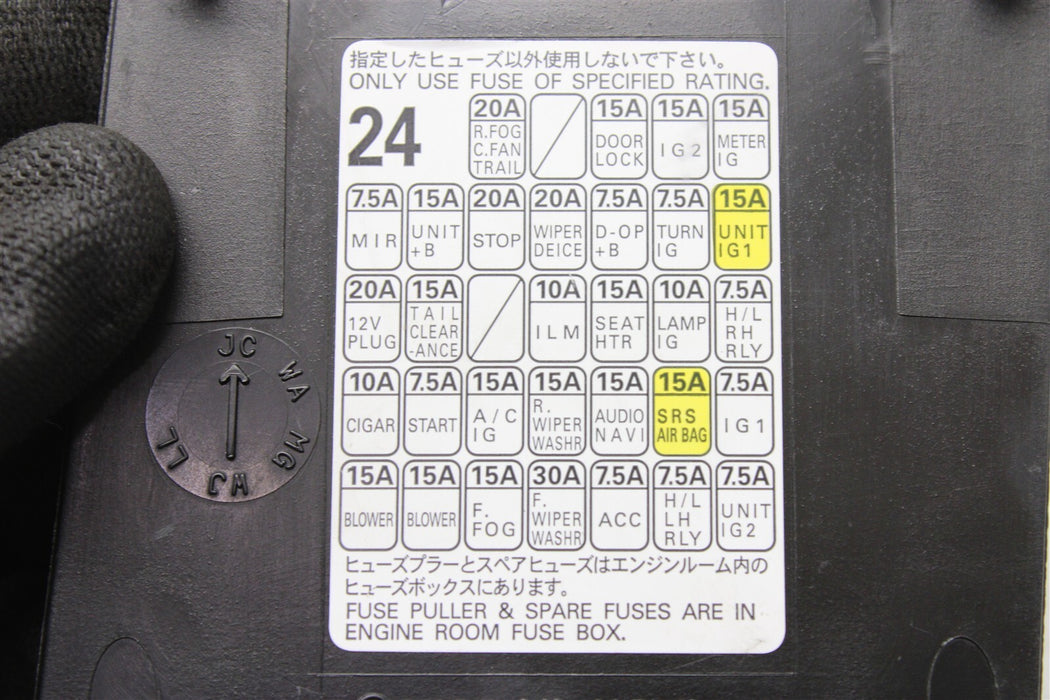 指定したヒューズ以外使用しないで下さい。
ONLY USE FUSE OF SPECIFIED RATING.
24
20A 15A 15A 15A
R.FOG C.FAN TRAIL DOOR LOCK IG2 METER IG
7.5A 15A 20A 20A 7.5A 7.5A 15A
MIR UNIT +B STOP WIPER DEICE D-OP +B TURN IG UNIT IG1
20A 15A 10A 15A 10A 7.5A
12V PLUG TAIL CLEAR -ANCE ILM SEAT HTR LAMP IG H/L RH RLY
10A 7.5A 15A 15A 15A 15A 7.5A
CIGAR START A/C IG R. WIPER WASHR AUDIO NAVI SRS AIR BAG IG1
15A 15A 15A 30A 7.5A 7.5A 7.5A
BLOWER BLOWER F. FOG F. WIPER WASHR ACC H/L LH RLY UNIT IG2
ヒューズプラーとスペアヒューズはエンジンルーム内の
ヒューズボックスにあります。
FUSE PULLER & SPARE FUSES ARE IN
ENGINE ROOM FUSE BOX.
JC
WA
MG
CM
LL